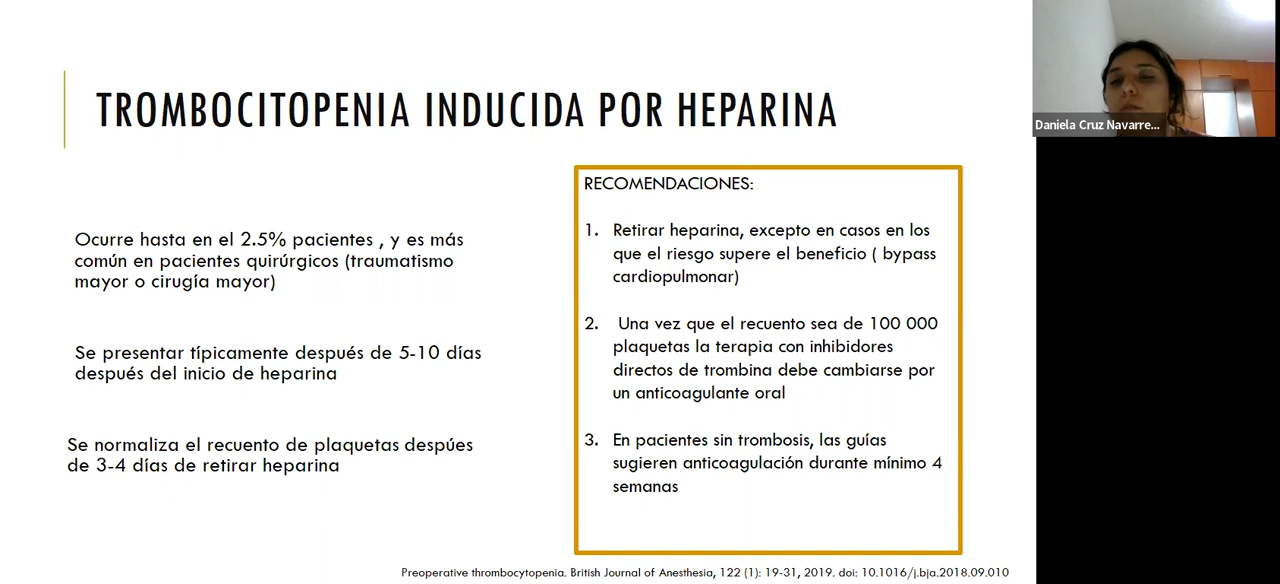 TROMBOCITOPENIA INDUCIDA POR HEPARINA
Ocurre hasta en el 2.5% pacientes , y es más
común en pacientes quirúrgicos (traumatismo
mayor o cirugía mayor)
Se presentar típicamente después de 5-10 días
después del inicio de heparina
Se normaliza el recuento de plaquetas despúes
de 3-4 días de retirar heparina
RECOMENDACIONES:
1. Retirar heparina, excepto en casos en los
que el riesgo supere el beneficio ( bypass
cardiopulmonar)
2. Una vez que el recuento sea de 100 000
plaquetas la terapia con inhibidores
directos de trombina debe cambiarse por
un anticoagulante oral
3. En pacientes sin trombosis, las guías
sugieren anticoagulación durante mínimo 4
semanas
Preoperative thrombocytopenia. British Journal of Anesthesia, 122 (1): 19-31, 2019. doi: 10.1016/j.bja.2018.09.010
Daniela Cruz Navarre...